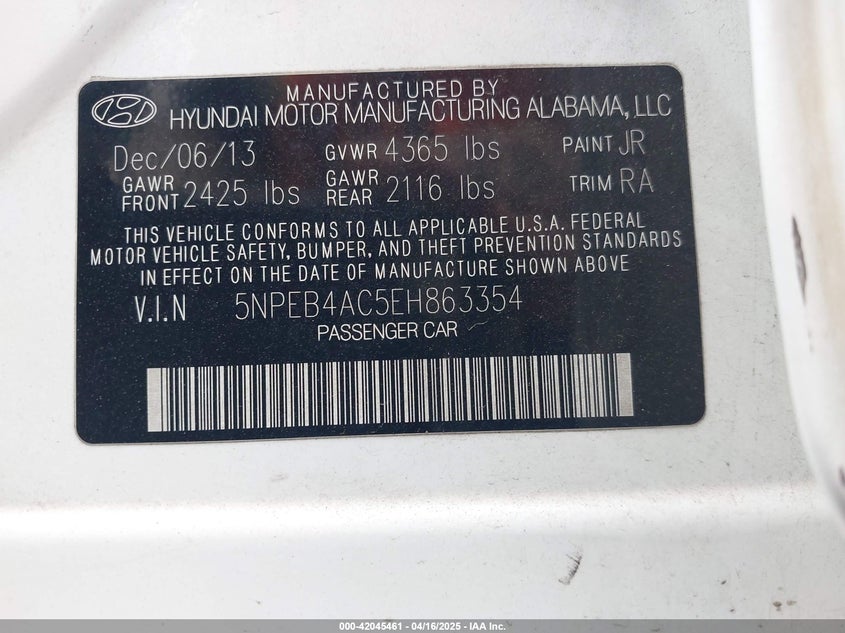 MANUFACTURED BY
HYUNDAI MOTOR MANUFACTURING ALABAMA, LLC
Dec/06/13 GVWR 4365 lbs PAINT JR
GAWR FRONT 2425 lbs GAWR REAR 2116 lbs TRIM RA
THIS VEHICLE CONFORMS TO ALL APPLICABLE U.S.A. FEDERAL
MOTOR VEHICLE SAFETY, BUMPER, AND THEFT PREVENTION STANDARDS
IN EFFECT ON THE DATE OF MANUFACTURE SHOWN ABOVE
V.I.N 5NPEB4AC5EH863354
PASSENGER CAR
000-42045461 - 04/16/2025 - IAA Inc.